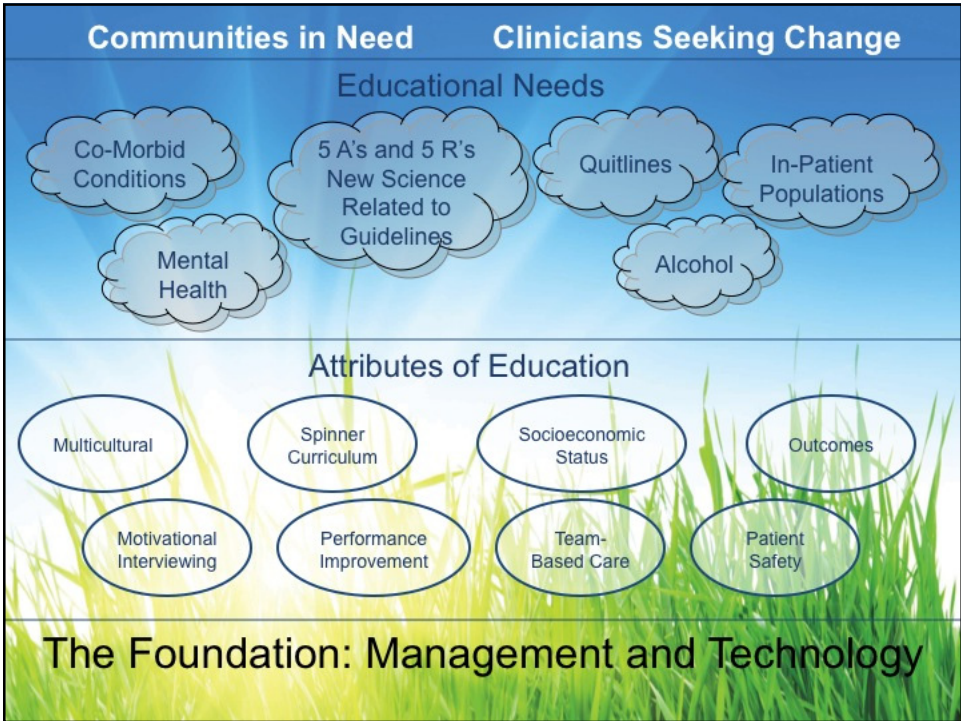 Communities in Need
Clinicians Seeking Change
Educational Needs
Co-Morbid
Conditions
5 A's and 5 R's
New Science
Related to
Guidelines
Quitlines
In-Patient
Populations
Mental
Health
Alcohol
Attributes of Education
Multicultural
Spinner
Curriculum
Socioeconomic
Status
Outcomes
Motivational
Interviewing
Performance
Improvement
Team-
Based Care
Patient
Safety
The Foundation: Management and Technology